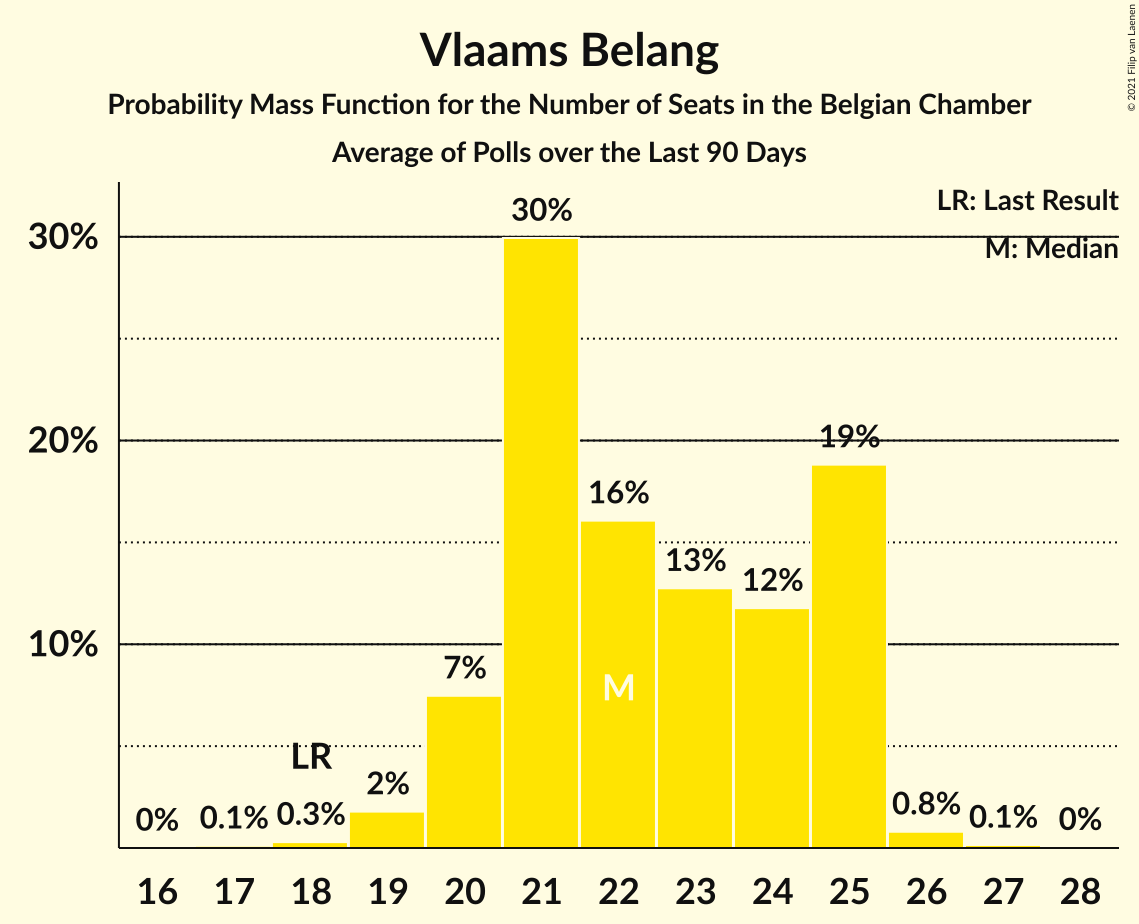 Vlaams Belang
Probability Mass Function for the Number of Seats in the Belgian Chamber
Average of Polls over the Last 90 Days
© 2021 Filip van Laenen
LR: Last Result
M: Median
30%
20%
10%
0%
0.1%
0.3%
LR
2%
7%
30%
16%
M
13%
12%
19%
0.8%
0.1%
0%
16 17 18 19 20 21 22 23 24 25 26 27 28